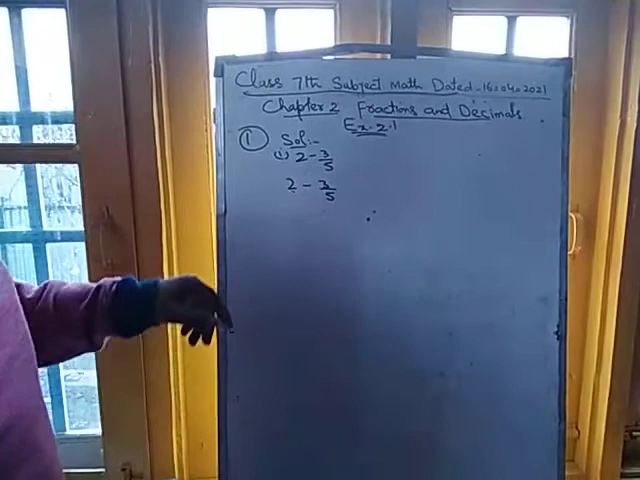 Class 7th Subject Math Dated-16.04.2021
Chapter 2 Fractions and Decimals
Ex-2.1
① Sol:-
(i) 2 - 3/5
2 - 3/5